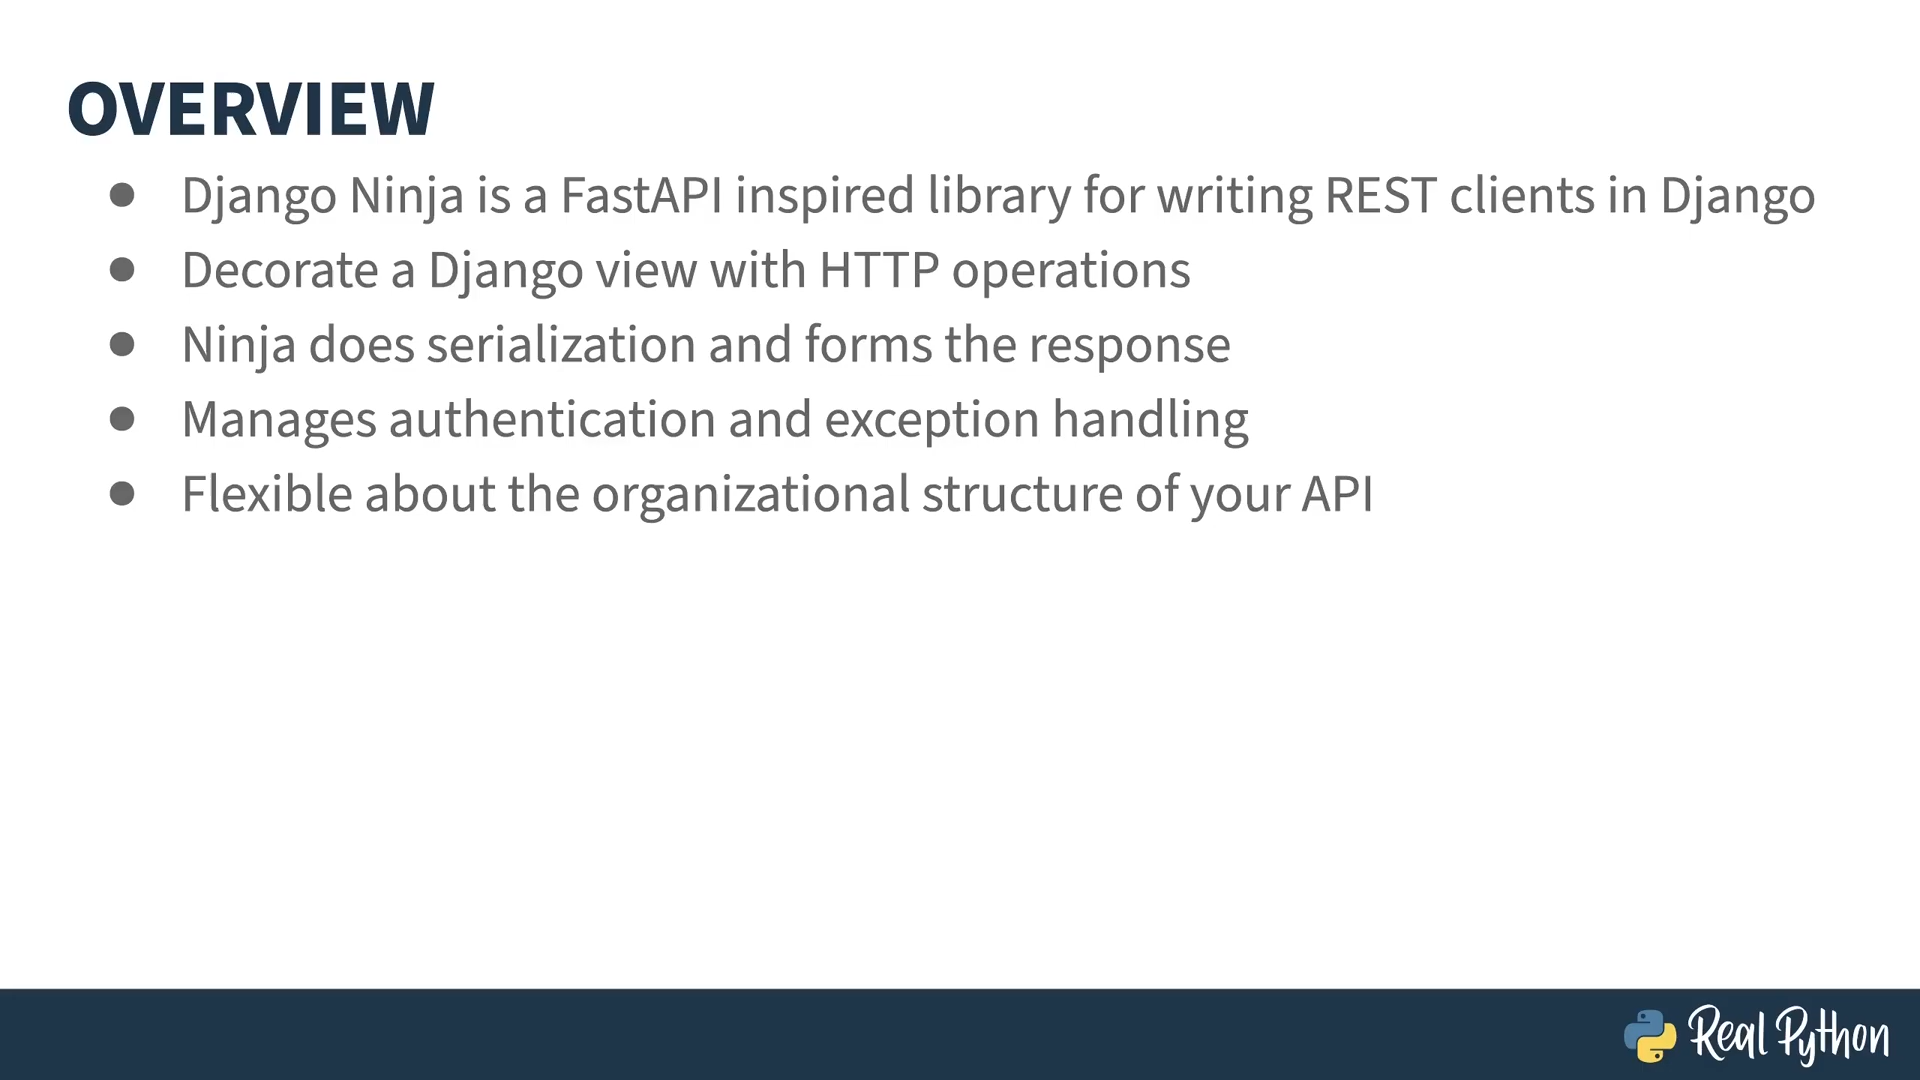 OVERVIEW
● Django Ninja is a FastAPI inspired library for writing REST clients in Django
● Decorate a Django view with HTTP operations
● Ninja does serialization and forms the response
● Manages authentication and exception handling
● Flexible about the organizational structure of your API
Real Python